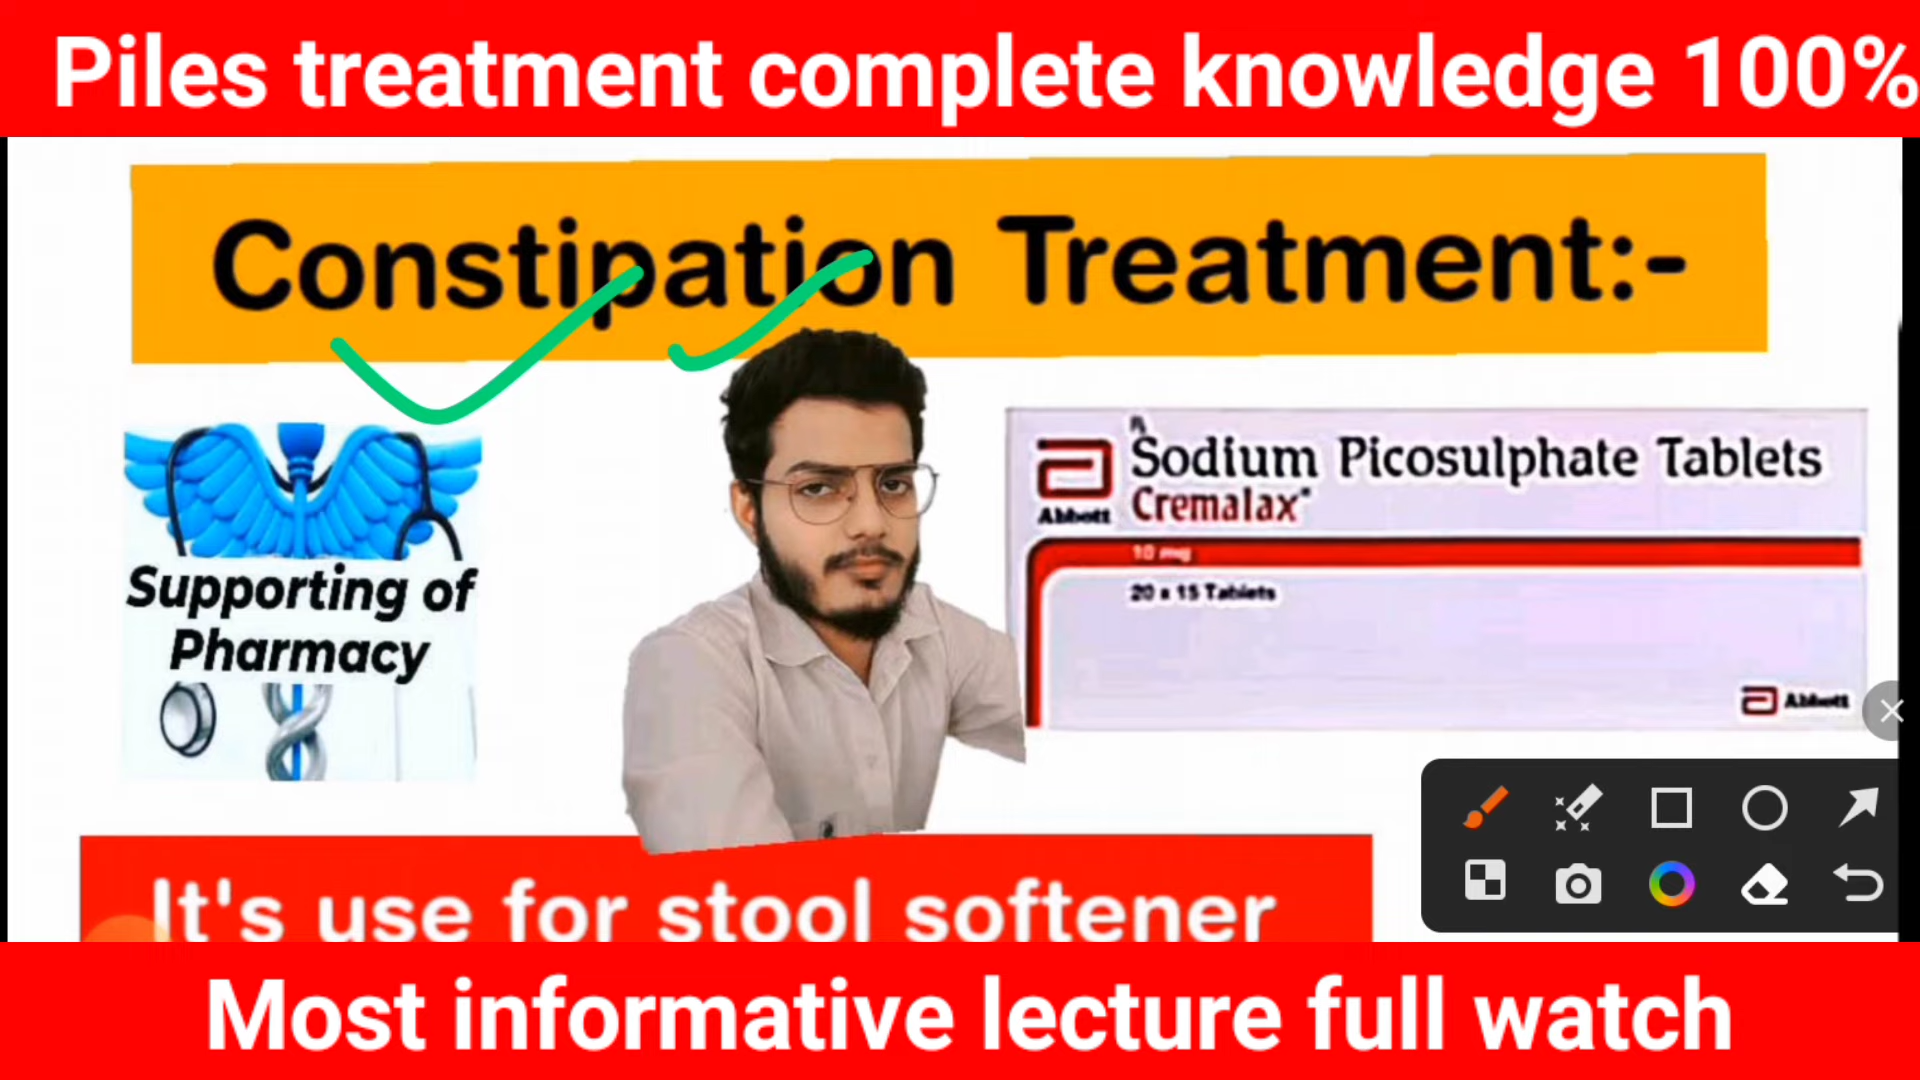 Piles treatment complete knowledge 100%
Constipation Treatment:-
Supporting of
Pharmacy
Rx
Sodium Picosulphate Tablets
Cremalax*
Abbott
10 mg
20 x 15 Tablets
Abbott
It's use for stool softener
Most informative lecture full watch